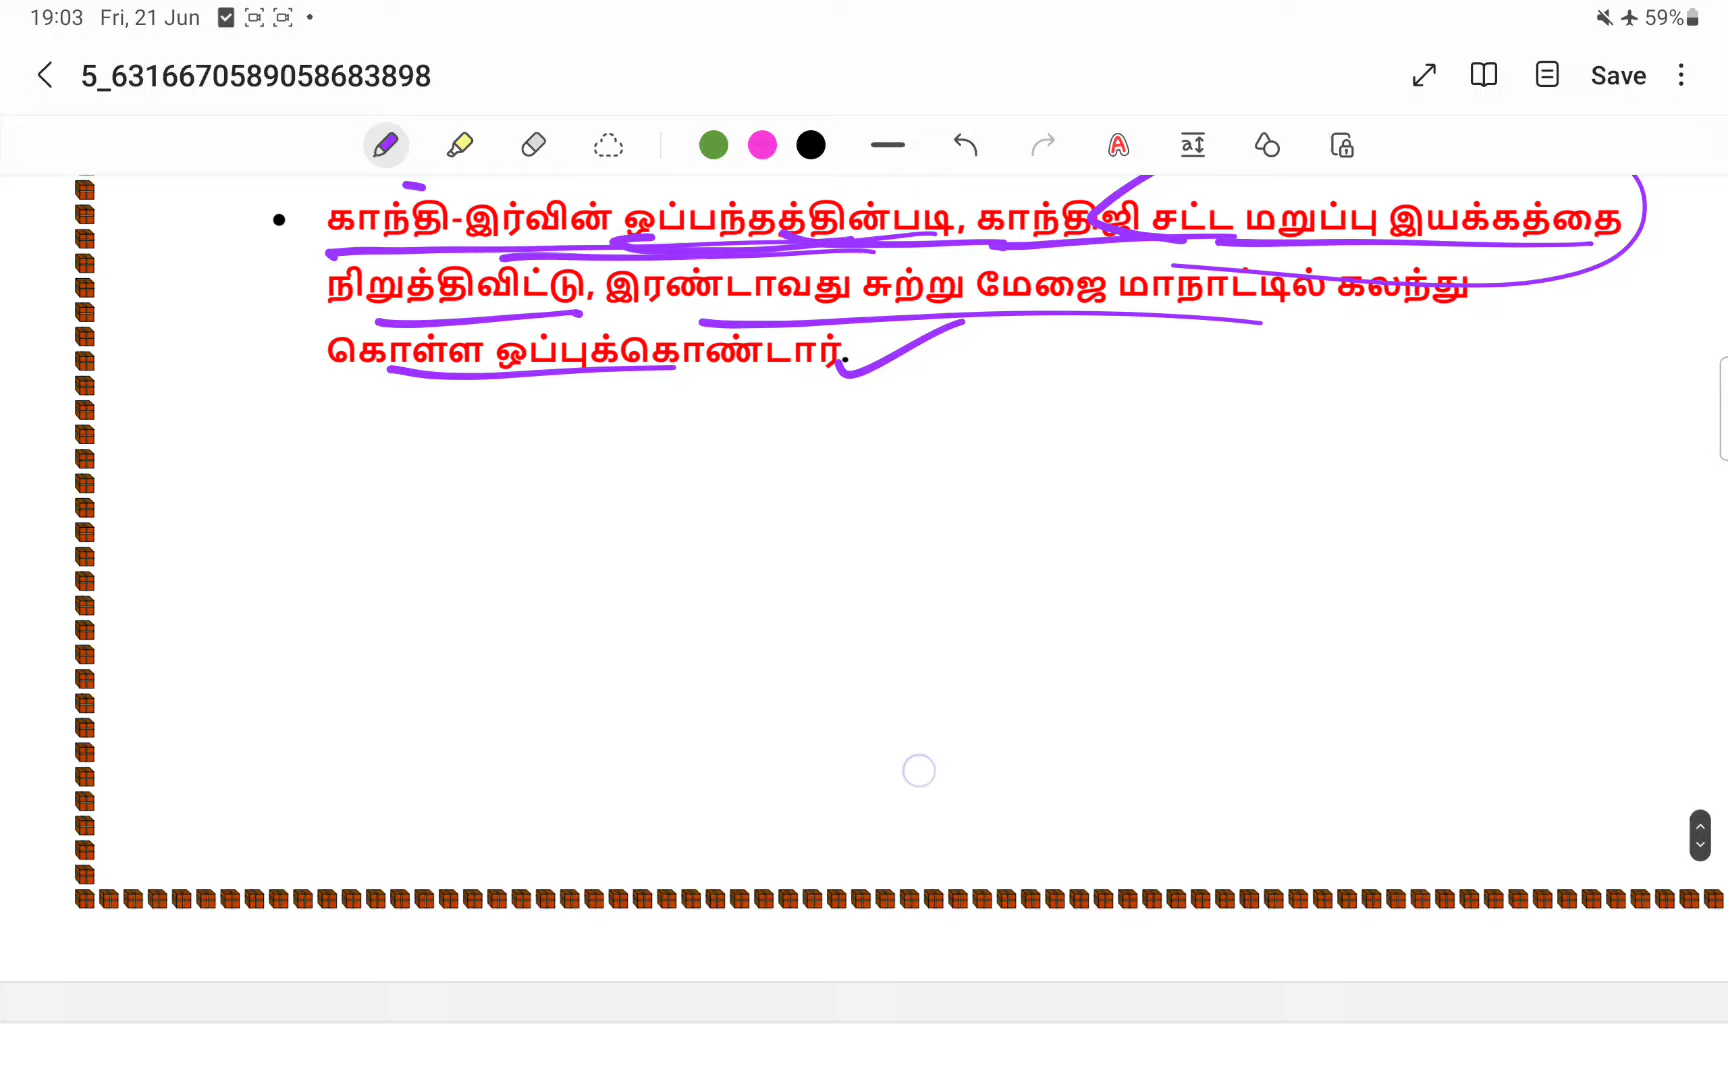 19:03 Fri, 21 Jun 59%
5_6316670589058683898 Save
காந்தி-இர்வின் ஒப்பந்தத்தின்படி, காந்திஜி சட்ட மறுப்பு இயக்கத்தை
நிறுத்திவிட்டு, இரண்டாவது சுற்று மேஜை மாநாட்டில் கலந்து
கொள்ள ஒப்புக்கொண்டார்.